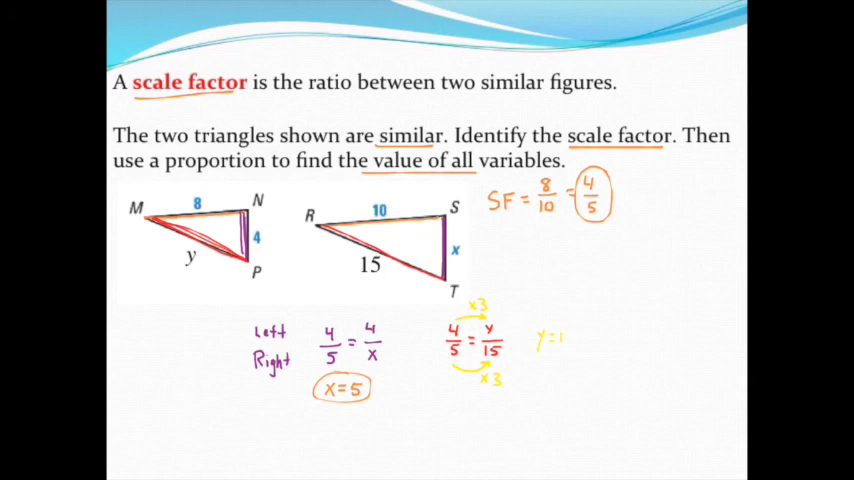 A scale factor is the ratio between two similar figures.
The two triangles shown are similar. Identify the scale factor. Then
use a proportion to find the value of all variables.
M 8 N
4
y
P
R 10 S
x
15
T
SF = 8/10 = 4/5
Left
Right
4/5 = 4/x
x=5
x3
4/5 = y/15
x3
y=1